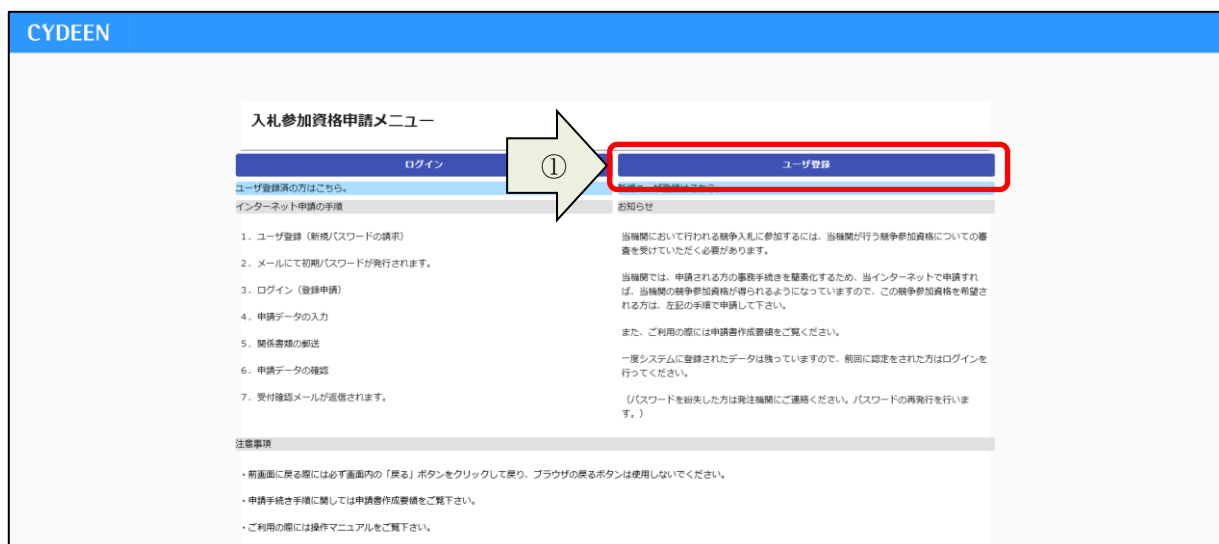 CYDEEN
入札参加資格申請メニュー
ログイン
①
ユーザ登録
ユーザ登録済の方はこちら。
インターネット申請の手順
お知らせ
1．ユーザ登録（新規パスワードの請求）
2．メールにて初期パスワードが発行されます。
3．ログイン（登録申請）
4．申請データの入力
5．関係書類の郵送
6．申請データの確認
7．受付確認メールが返信されます。
当機関において行われる競争入札に参加するには、当機関が行う競争参加資格についての審
査を受けていただく必要があります。
当機関では、申請される方の事務手続きを簡素化するため、当インターネットで申請すれ
ば、当機関の競争参加資格が得られるようになっていますので、この競争参加資格を希望さ
れる方は、左記の手順で申請して下さい。
また、ご利用の際には申請書作成要領をご覧ください。
一度システムに登録されたデータは残っていますので、前回に認定をされた方はログインを
行ってください。
（パスワードを紛失した方は発注機関にご連絡ください。パスワードの再発行を行いま
す。）
注意事項
・前画面に戻る際には必ず画面内の「戻る」ボタンをクリックして戻り、ブラウザの戻るボタンは使用しないでください。
・申請手続き手順に関しては申請書作成要領をご覧下さい。
・ご利用の際には操作マニュアルをご覧下さい。